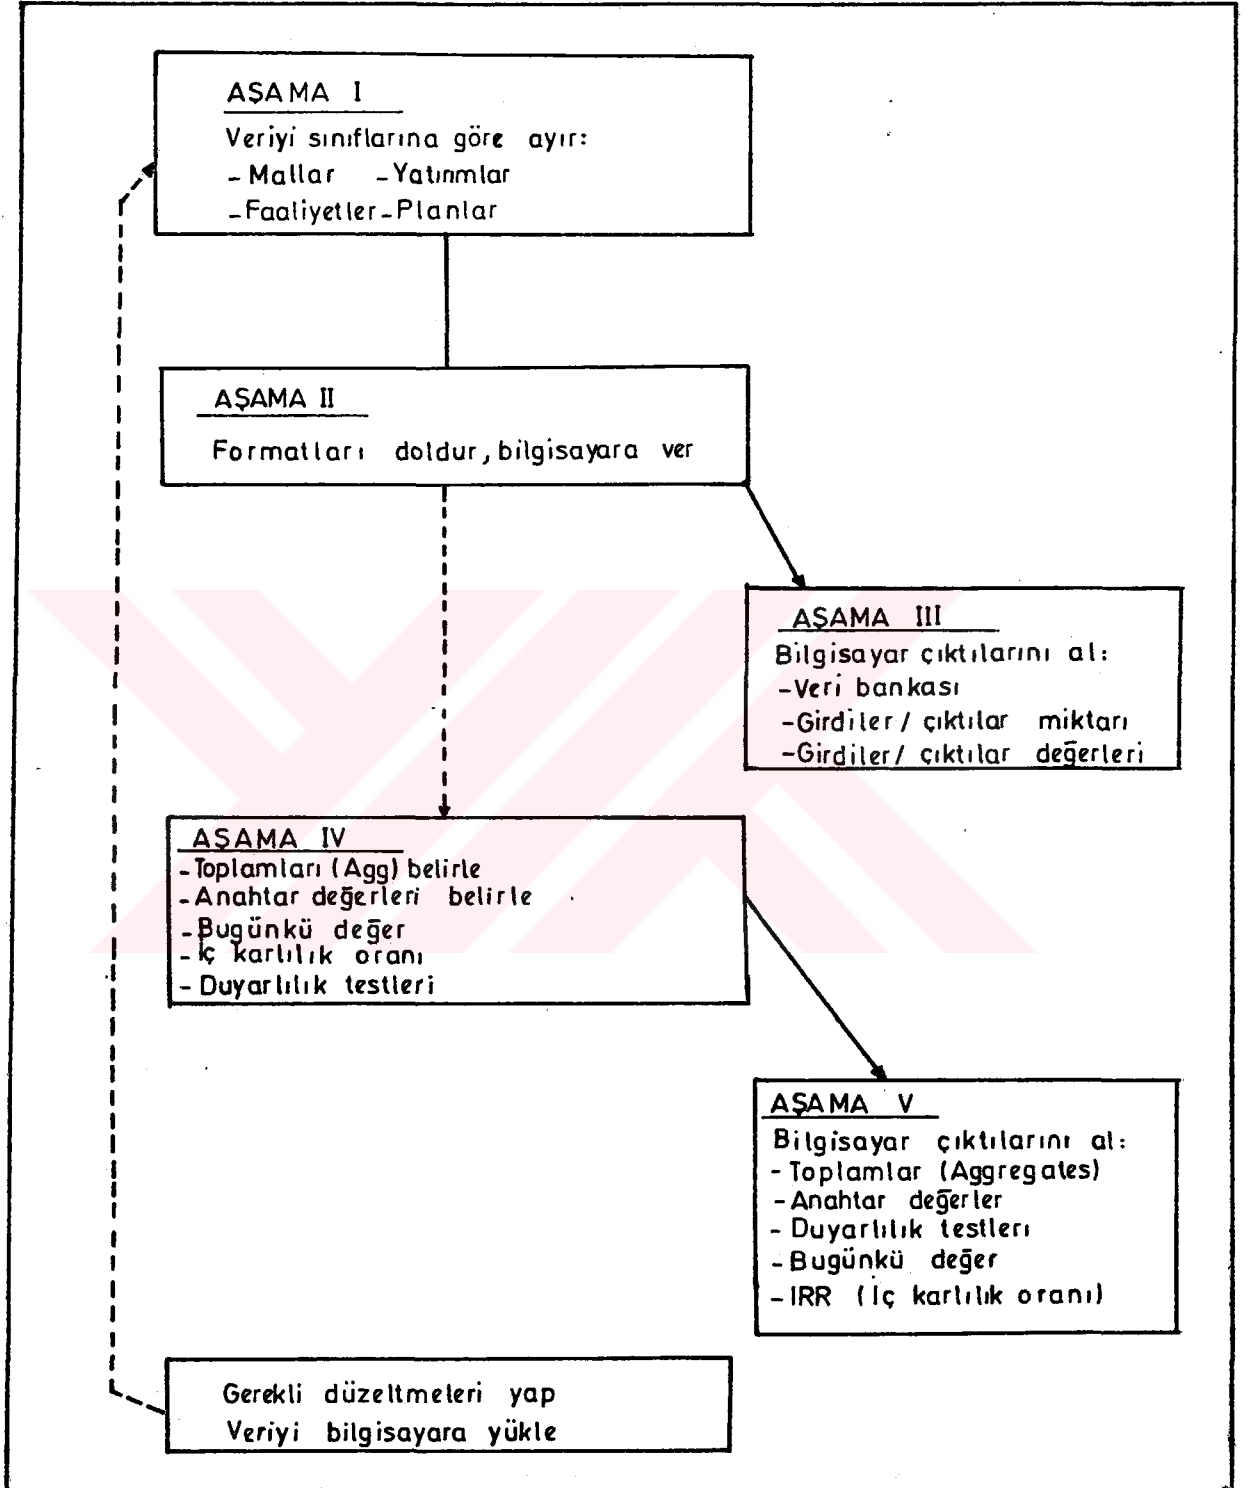 AŞAMA I
Veriyi sınıflarına göre ayır:
- Mallar - Yatırımlar
- Faaliyetler - Planlar
AŞAMA II
Formatları doldur, bilgisayara ver
AŞAMA III
Bilgisayar çıktılarını al:
- Veri bankası
- Girdiler / çıktılar miktarı
- Girdiler / çıktılar değerleri
AŞAMA IV
- Toplamları (Agg) belirle
- Anahtar değerleri belirle
- Bugünkü değer
- İç karlılık oranı
- Duyarlılık testleri
AŞAMA V
Bilgisayar çıktılarını al:
- Toplamlar (Aggregates)
- Anahtar değerler
- Duyarlılık testleri
- Bugünkü değer
- IRR (İç karlılık oranı)
Gerekli düzeltmeleri yap
Veriyi bilgisayara yükle